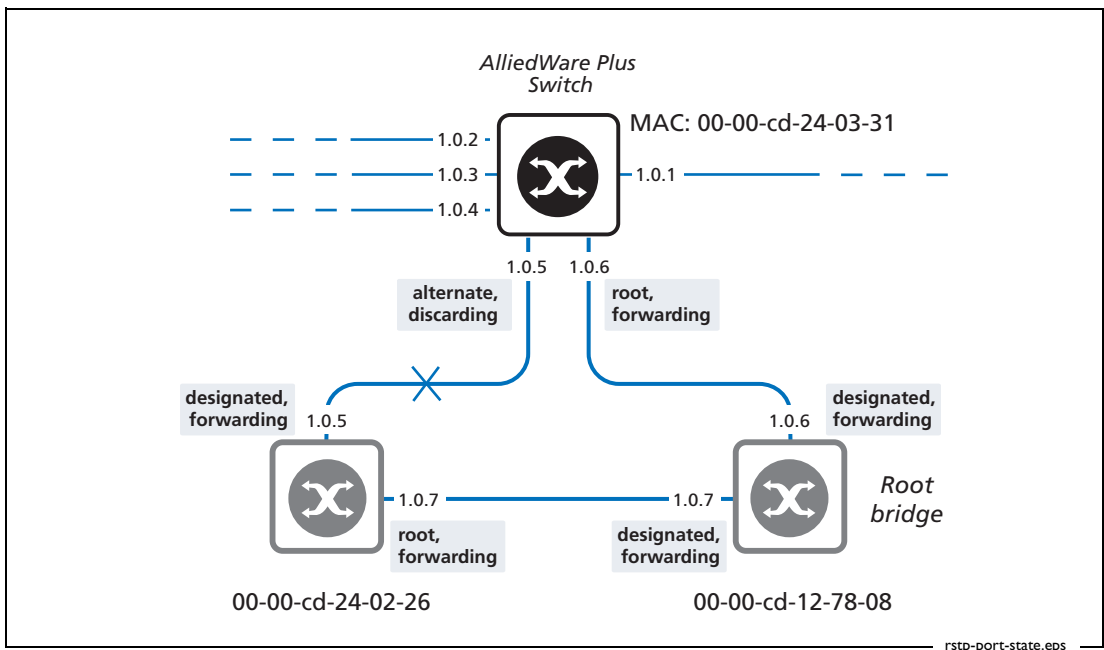 AlliedWare Plus
Switch
MAC: 00-00-cd-24-03-31
1.0.2
1.0.3
1.0.1
1.0.4
1.0.5
1.0.6
alternate,
discarding
root,
forwarding
designated,
forwarding
1.0.5
1.0.6
designated,
forwarding
1.0.7
1.0.7
Root
bridge
root,
forwarding
designated,
forwarding
00-00-cd-24-02-26
00-00-cd-12-78-08
rstp-port-state.eps